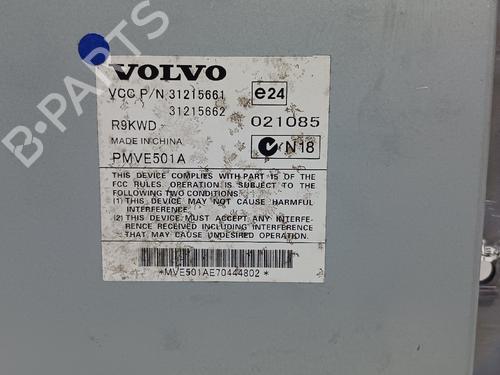 VOLVO
VCC P/N 31215661
31215662
e24
R9KWD
021085
MADE IN CHINA
N18
PMVE501A
THIS DEVICE COMPLIES WITH PART 15 OF THE
FCC RULES. OPERATION IS SUBJECT TO THE
FOLLOWING TWO CONDITIONS:
(1) THIS DEVICE MAY NOT CAUSE HARMFUL
INTERFERENCE.
(2) THIS DEVICE MUST ACCEPT ANY INTERFE-
RENCE RECEIVED INCLUDING INTERFERENCE
THAT MAY CAUSE UNDESIRED OPERATION.
*MVE501AE70444802*
B-PARTS